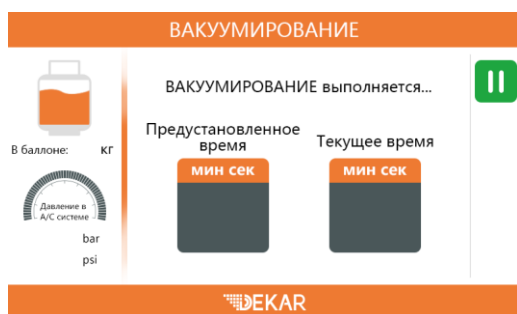 ВАКУУМИРОВАНИЕ
ВАКУУМИРОВАНИЕ выполняется...
В баллоне: кг
Давление в
A/C системе
bar
psi
Предустановленное
время
мин сек
Текущее время
мин сек
DEKAR